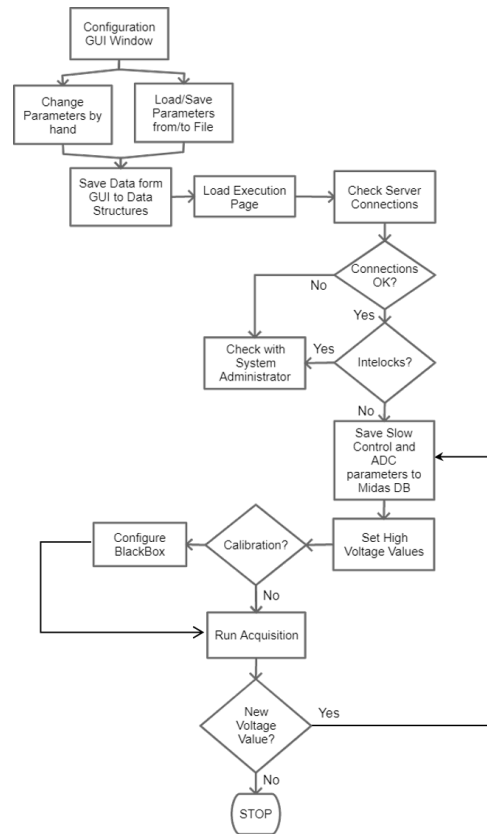 Configuration
GUI Window
Change
Parameters by
hand
Load/Save
Parameters
from/to File
Save Data form
GUI to Data
Structures
Load Execution
Page
Check Server
Connections
Connections
OK?
No
Yes
Check with
System
Administrator
Yes
Intelocks?
No
Save Slow
Control and
ADC
parameters to
Midas DB
Configure
BlackBox
Calibration?
Set High
Voltage Values
No
Run Acquisition
New
Voltage
Value?
Yes
No
STOP